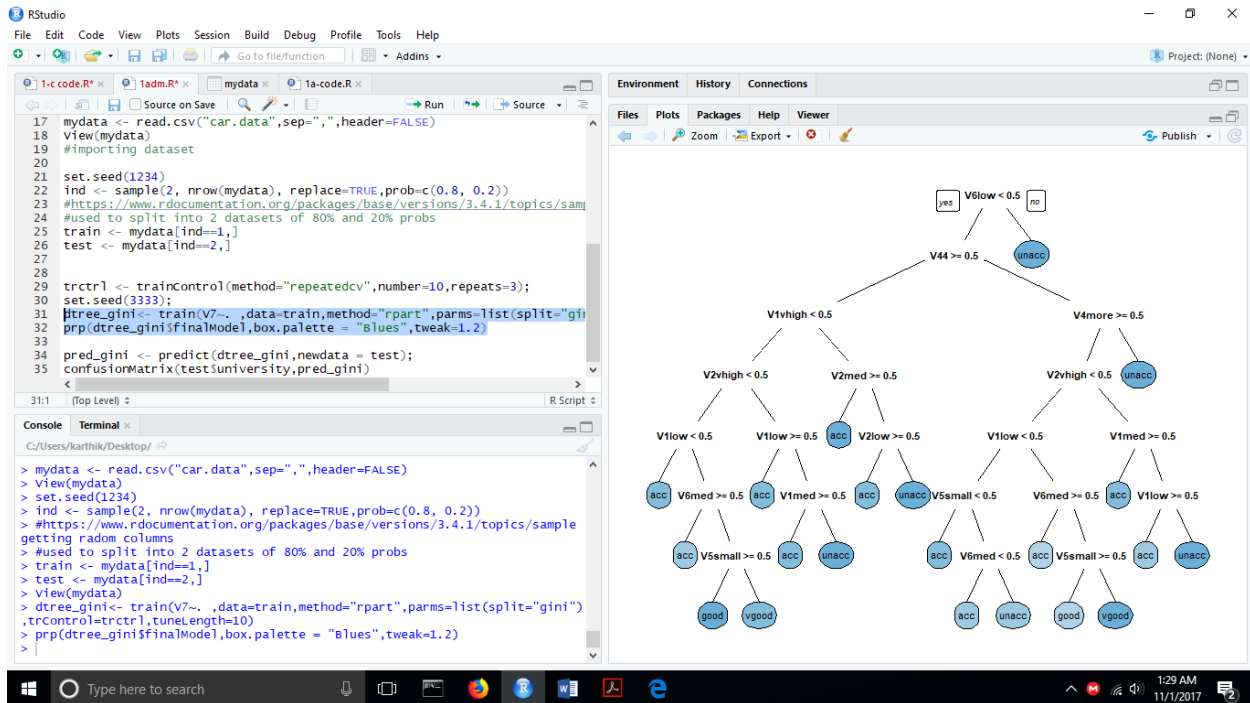 RStudio
File Edit Code View Plots Session Build Debug Profile Tools Help
Go to file/function Addins Project: (None)
1-c code.R* 1adm.R* mydata 1a-code.R
Source on Save Run Source
17 mydata <- read.csv("car.data",sep=",",header=FALSE)
18 View(mydata)
19 #importing dataset
20
21 set.seed(1234)
22 ind <- sample(2, nrow(mydata), replace=TRUE,prob=c(0.8, 0.2))
23 #https://www.rdocumentation.org/packages/base/versions/3.4.1/topics/sam
24 #used to split into 2 datasets of 80% and 20% probs
25 train <- mydata[ind==1,]
26 test <- mydata[ind==2,]
27
28
29 trctrl <- trainControl(method="repeatedcv",number=10,repeats=3);
30 set.seed(3333);
31 dtree_gini<- train(V7~. ,data=train,method="rpart",parms=list(split="gi
32 prp(dtree_gini$finalModel,box.palette = "Blues",tweak=1.2)
33
34 pred_gini <- predict(dtree_gini,newdata = test);
35 confusionMatrix(test$university,pred_gini)
31:1 (Top Level) R Script
Console Terminal
C:/Users/karthik/Desktop/
> mydata <- read.csv("car.data",sep=",",header=FALSE)
> View(mydata)
> set.seed(1234)
> ind <- sample(2, nrow(mydata), replace=TRUE,prob=c(0.8, 0.2))
> #https://www.rdocumentation.org/packages/base/versions/3.4.1/topics/sample
getting radom columns
> #used to split into 2 datasets of 80% and 20% probs
> train <- mydata[ind==1,]
> test <- mydata[ind==2,]
> View(mydata)
> dtree_gini<- train(V7~. ,data=train,method="rpart",parms=list(split="gini")
,trControl=trctrl,tuneLength=10)
> prp(dtree_gini$finalModel,box.palette = "Blues",tweak=1.2)
>
Environment History Connections
Files Plots Packages Help Viewer
Zoom Export Publish
yes V6low < 0.5 no
V44 >= 0.5 unacc
V1vhigh < 0.5 V4more >= 0.5
V2vhigh < 0.5 V2med >= 0.5 V2vhigh < 0.5 unacc
V1low < 0.5 V1low >= 0.5 acc V2low >= 0.5 V1low < 0.5 V1med >= 0.5
acc V6med >= 0.5 acc V1med >= 0.5 acc unacc V5small < 0.5 V6med >= 0.5 acc V1low >= 0.5
acc V5small >= 0.5 acc unacc acc V6med < 0.5 acc V5small >= 0.5 acc unacc
good vgood acc unacc good vgood
Type here to search
1:29 AM
11/1/2017
2